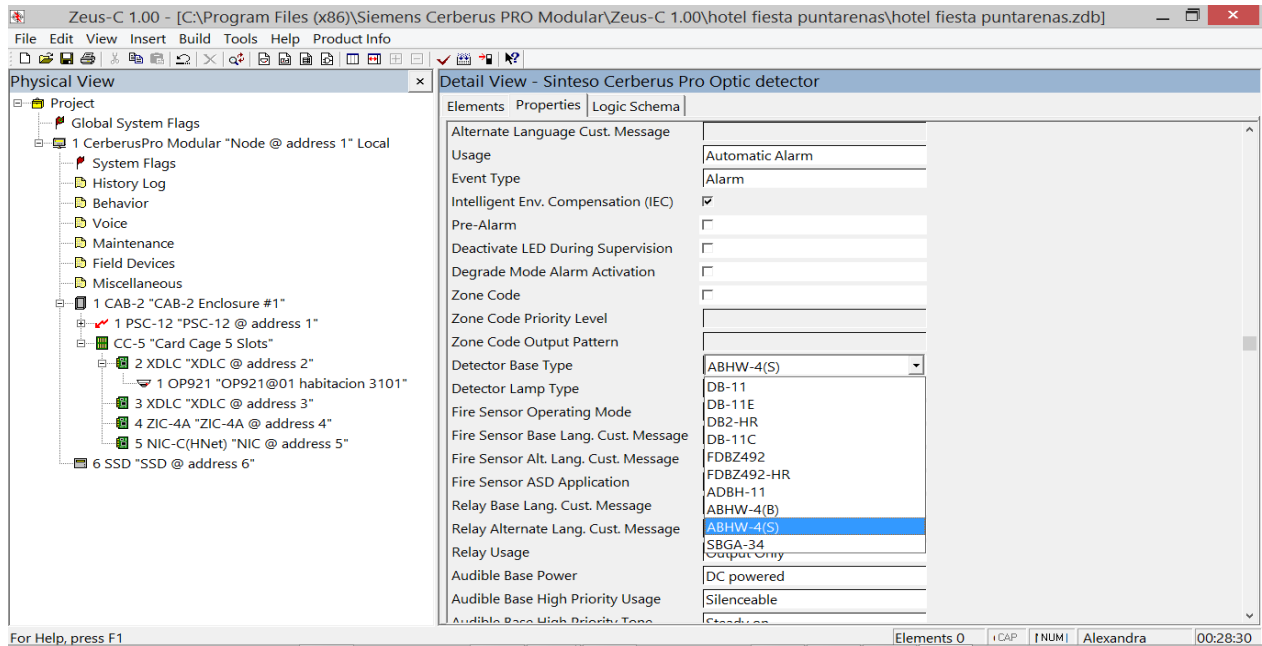 Zeus-C 1.00 - [C:\Program Files (x86)\Siemens Cerberus PRO Modular\Zeus-C 1.00\hotel fiesta puntarenas\hotel fiesta puntarenas.zdb]
File Edit View Insert Build Tools Help Product Info
Physical View
Project
Global System Flags
1 CerberusPro Modular "Node @ address 1" Local
System Flags
History Log
Behavior
Voice
Maintenance
Field Devices
Miscellaneous
1 CAB-2 "CAB-2 Enclosure #1"
1 PSC-12 "PSC-12 @ address 1"
CC-5 "Card Cage 5 Slots"
2 XDLC "XDLC @ address 2"
1 OP921 "OP921@01 habitacion 3101"
3 XDLC "XDLC @ address 3"
4 ZIC-4A "ZIC-4A @ address 4"
5 NIC-C(HNet) "NIC @ address 5"
6 SSD "SSD @ address 6"
Detail View - Sinteso Cerberus Pro Optic detector
Elements Properties Logic Schema
Alternate Language Cust. Message
Usage Automatic Alarm
Event Type Alarm
Intelligent Env. Compensation (IEC)
Pre-Alarm
Deactivate LED During Supervision
Degrade Mode Alarm Activation
Zone Code
Zone Code Priority Level
Zone Code Output Pattern
Detector Base Type ABHW-4(S)
Detector Lamp Type
Fire Sensor Operating Mode
Fire Sensor Base Lang. Cust. Message
Fire Sensor Alt. Lang. Cust. Message
Fire Sensor ASD Application
Relay Base Lang. Cust. Message
Relay Alternate Lang. Cust. Message
Relay Usage Output Only
DB-11
DB-11E
DB2-HR
DB-11C
FDBZ492
FDBZ492-HR
ADBH-11
ABHW-4(B)
ABHW-4(S)
SBGA-34
Audible Base Power DC powered
Audible Base High Priority Usage Silenceable
Audible Base High Priority Tone Steady on
For Help, press F1
Elements 0 CAP NUM Alexandra 00:28:30